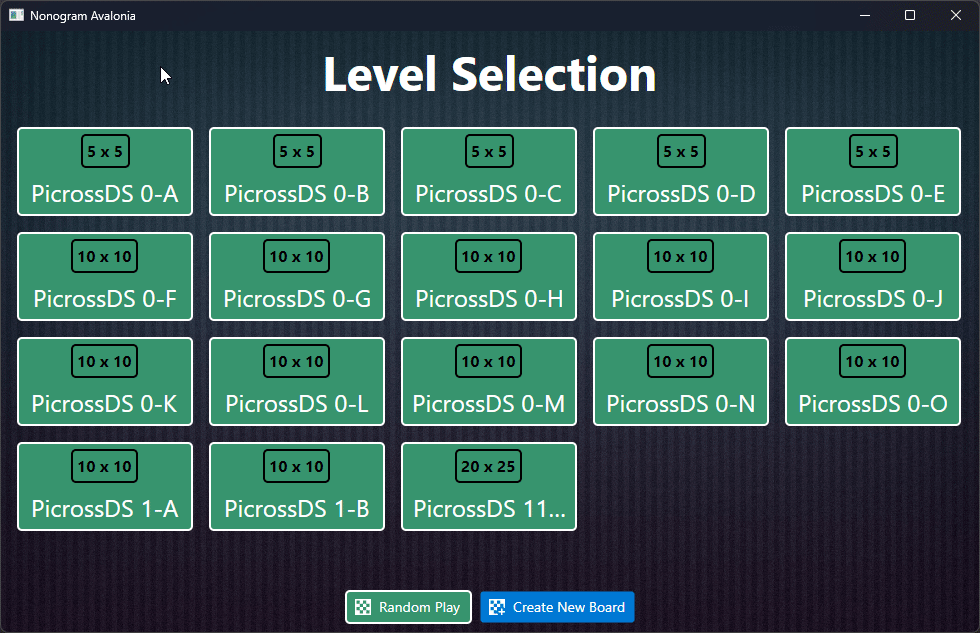 Nonogram Avalonia
Level Selection
5 x 5
5 x 5
5 x 5
5 x 5
5 x 5
PicrossDS 0-A
PicrossDS 0-B
PicrossDS 0-C
PicrossDS 0-D
PicrossDS 0-E
10 x 10
10 x 10
10 x 10
10 x 10
10 x 10
PicrossDS 0-F
PicrossDS 0-G
PicrossDS 0-H
PicrossDS 0-I
PicrossDS 0-J
10 x 10
10 x 10
10 x 10
10 x 10
10 x 10
PicrossDS 0-K
PicrossDS 0-L
PicrossDS 0-M
PicrossDS 0-N
PicrossDS 0-O
10 x 10
10 x 10
20 x 25
PicrossDS 1-A
PicrossDS 1-B
PicrossDS 11...
Random Play
Create New Board